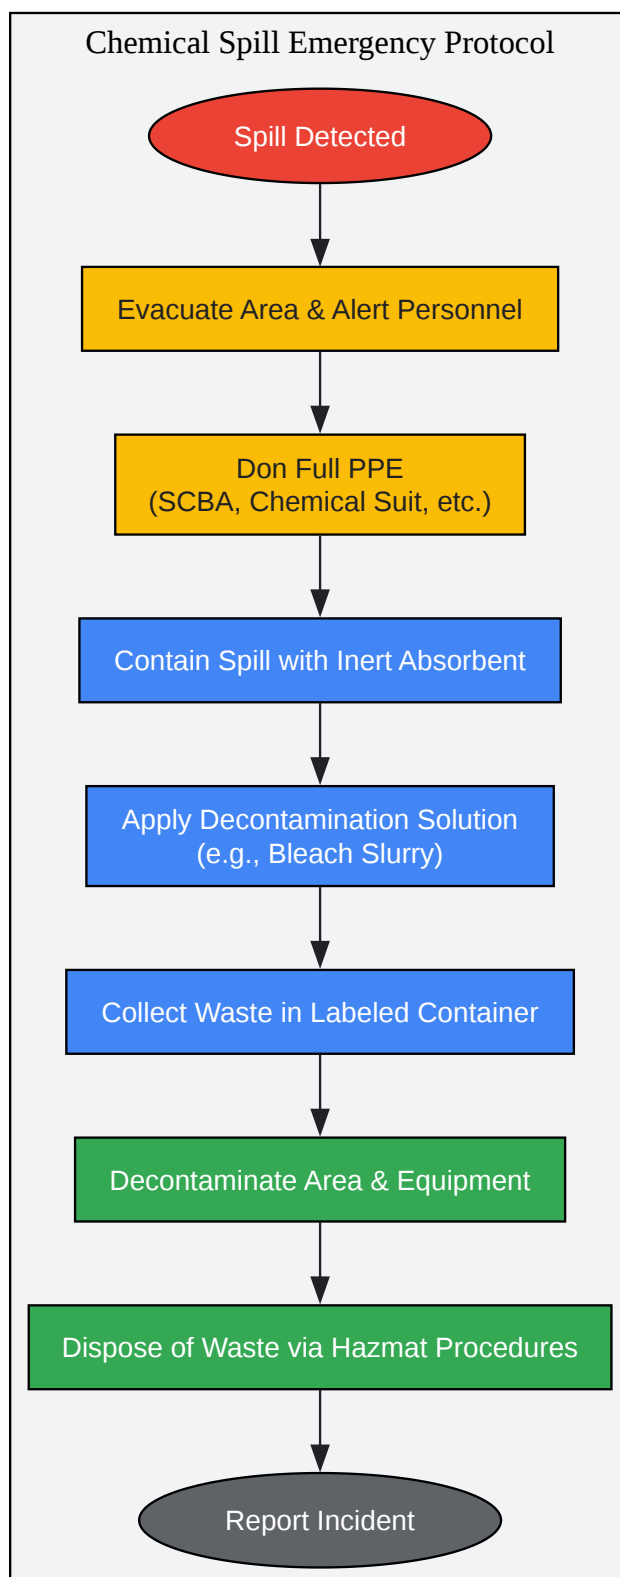 Chemical Spill Emergency Protocol
Spill Detected
Evacuate Area & Alert Personnel
Don Full PPE
(SCBA, Chemical Suit, etc.)
Contain Spill with Inert Absorbent
Apply Decontamination Solution
(e.g., Bleach Slurry)
Collect Waste in Labeled Container
Decontaminate Area & Equipment
Dispose of Waste via Hazmat Procedures
Report Incident